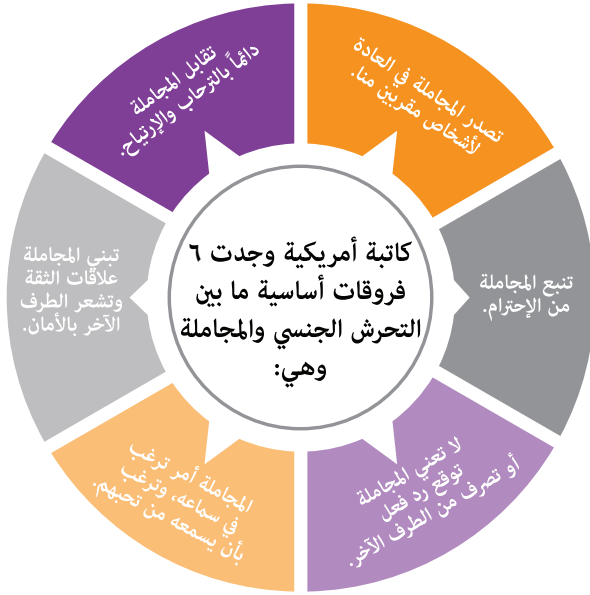 كاتبة أمريكية وجدت ٦
فروقات أساسية ما بين
التحرش الجنسي والمجاملة
وهي:
تصدر المجاملة في العادة
لأشخاص مقربين منا.
تنبع المجاملة
من الإحترام.
لا تعني المجاملة
توقع رد فعل
أو تصرف من الطرف الآخر.
المجاملة أمر ترغب
في سماعه، وترغب
بأن يسمعه من تحبهم.
تبني المجاملة
علاقات الثقة
وتشعر الطرف
الآخر بالأمان.
تقابل المجاملة
دائماً بالترحاب والإرتياح.